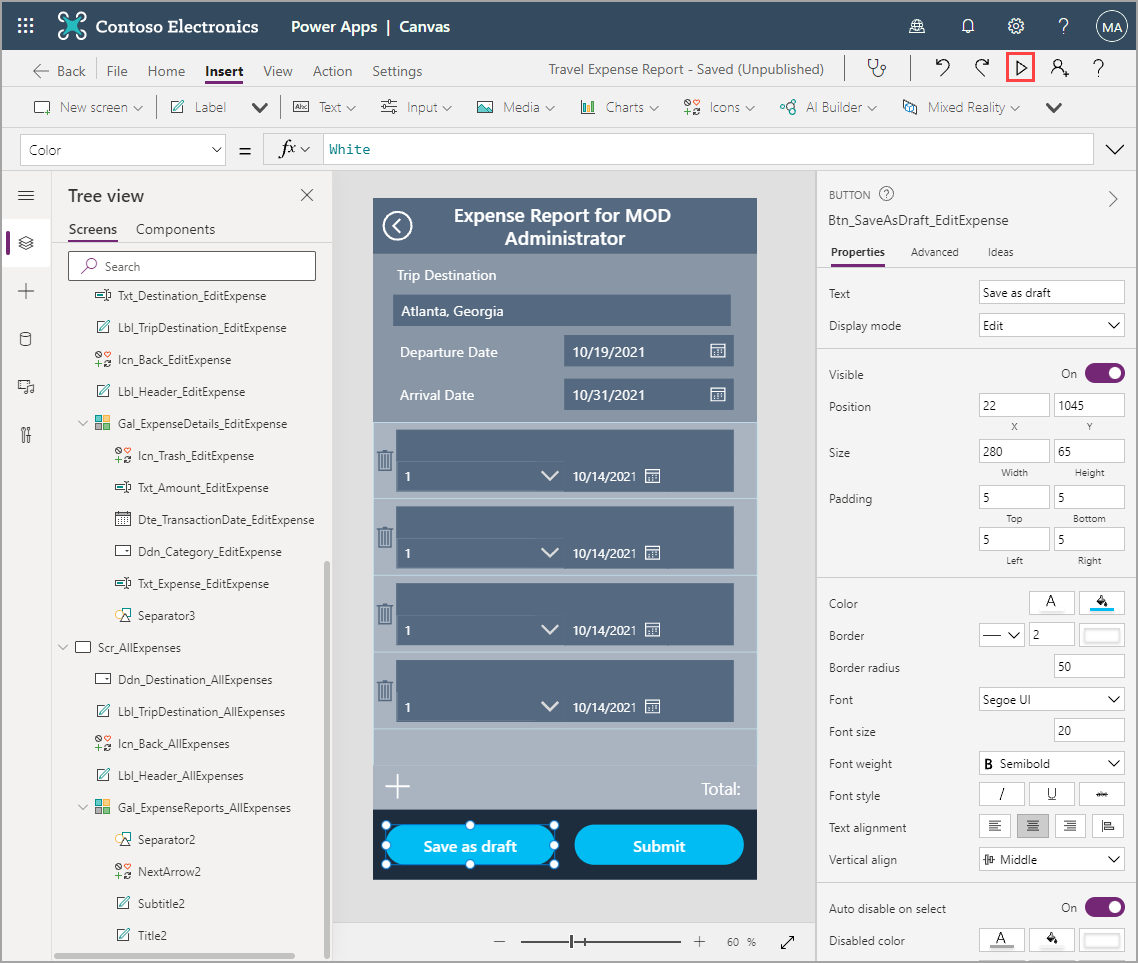 Contoso Electronics Power Apps | Canvas MA
Back File Home Insert View Action Settings Travel Expense Report - Saved (Unpublished) ?
New screen Label Abc Text Input Media Charts Icons AI Builder Mixed Reality
Color = fx White
Tree view
Screens Components
Search
Txt_Destination_EditExpense
Lbl_TripDestination_EditExpense
Icn_Back_EditExpense
Lbl_Header_EditExpense
Gal_ExpenseDetails_EditExpense
Icn_Trash_EditExpense
Txt_Amount_EditExpense
Dte_TransactionDate_EditExpense
Ddn_Category_EditExpense
Txt_Expense_EditExpense
Separator3
Scr_AllExpenses
Ddn_Destination_AllExpenses
Lbl_TripDestination_AllExpenses
Icn_Back_AllExpenses
Lbl_Header_AllExpenses
Gal_ExpenseReports_AllExpenses
Separator2
NextArrow2
Subtitle2
Title2
Expense Report for MOD
Administrator
Trip Destination
Atlanta, Georgia
Departure Date 10/19/2021
Arrival Date 10/31/2021
1 10/14/2021
1 10/14/2021
1 10/14/2021
1 10/14/2021
Total:
Save as draft Submit
60 %
BUTTON ?
Btn_SaveAsDraft_EditExpense
Properties Advanced Ideas
Text Save as draft
Display mode Edit
Visible On
Position 22 1045
X Y
Size 280 65
Width Height
Padding 5 5
Top Bottom
5 5
Left Right
Color A
Border 2
Border radius 50
Font Segoe UI
Font size 20
Font weight B Semibold
Font style / U abc
Text alignment
Vertical align Middle
Auto disable on select On
Disabled color A